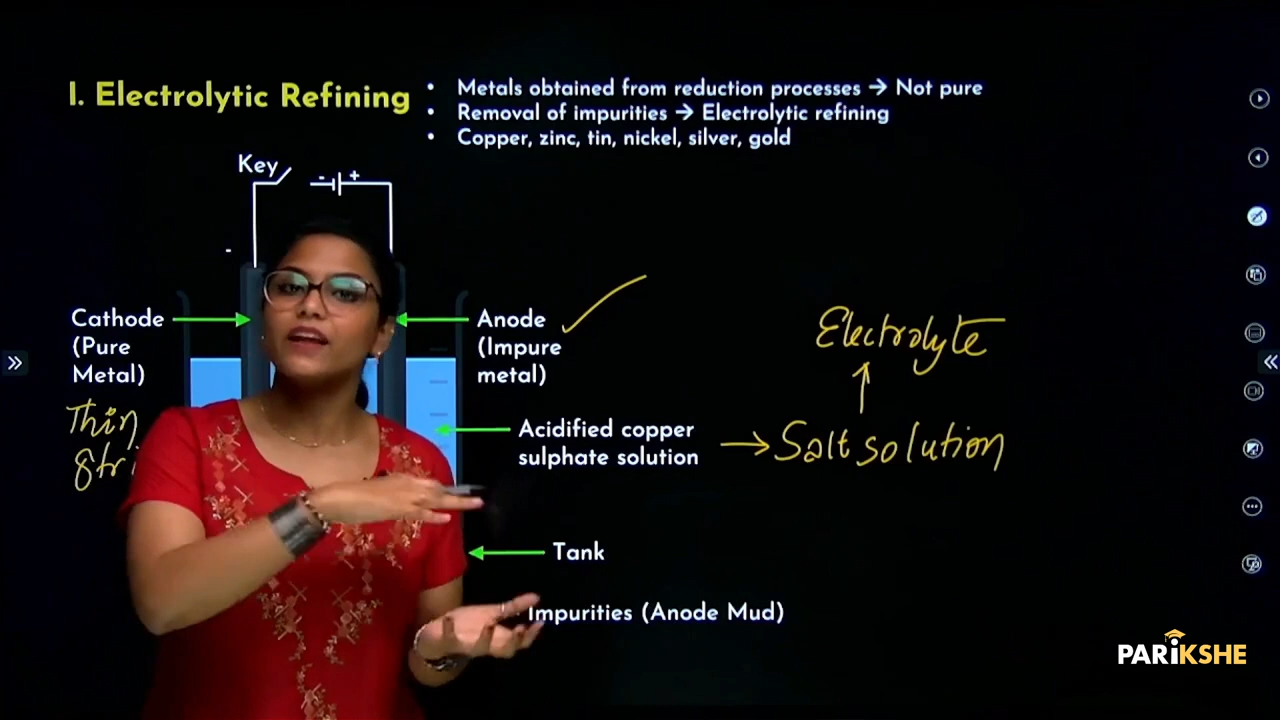 I. Electrolytic Refining
• Metals obtained from reduction processes → Not pure
• Removal of impurities → Electrolytic refining
• Copper, zinc, tin, nickel, silver, gold
Key
- +
-
Cathode
(Pure
Metal)
Thin
Anode
(Impure
metal)
Electrolyte
Acidified copper
sulphate solution
→ Salt solution
Tank
Impurities (Anode Mud)
PARIKSHE